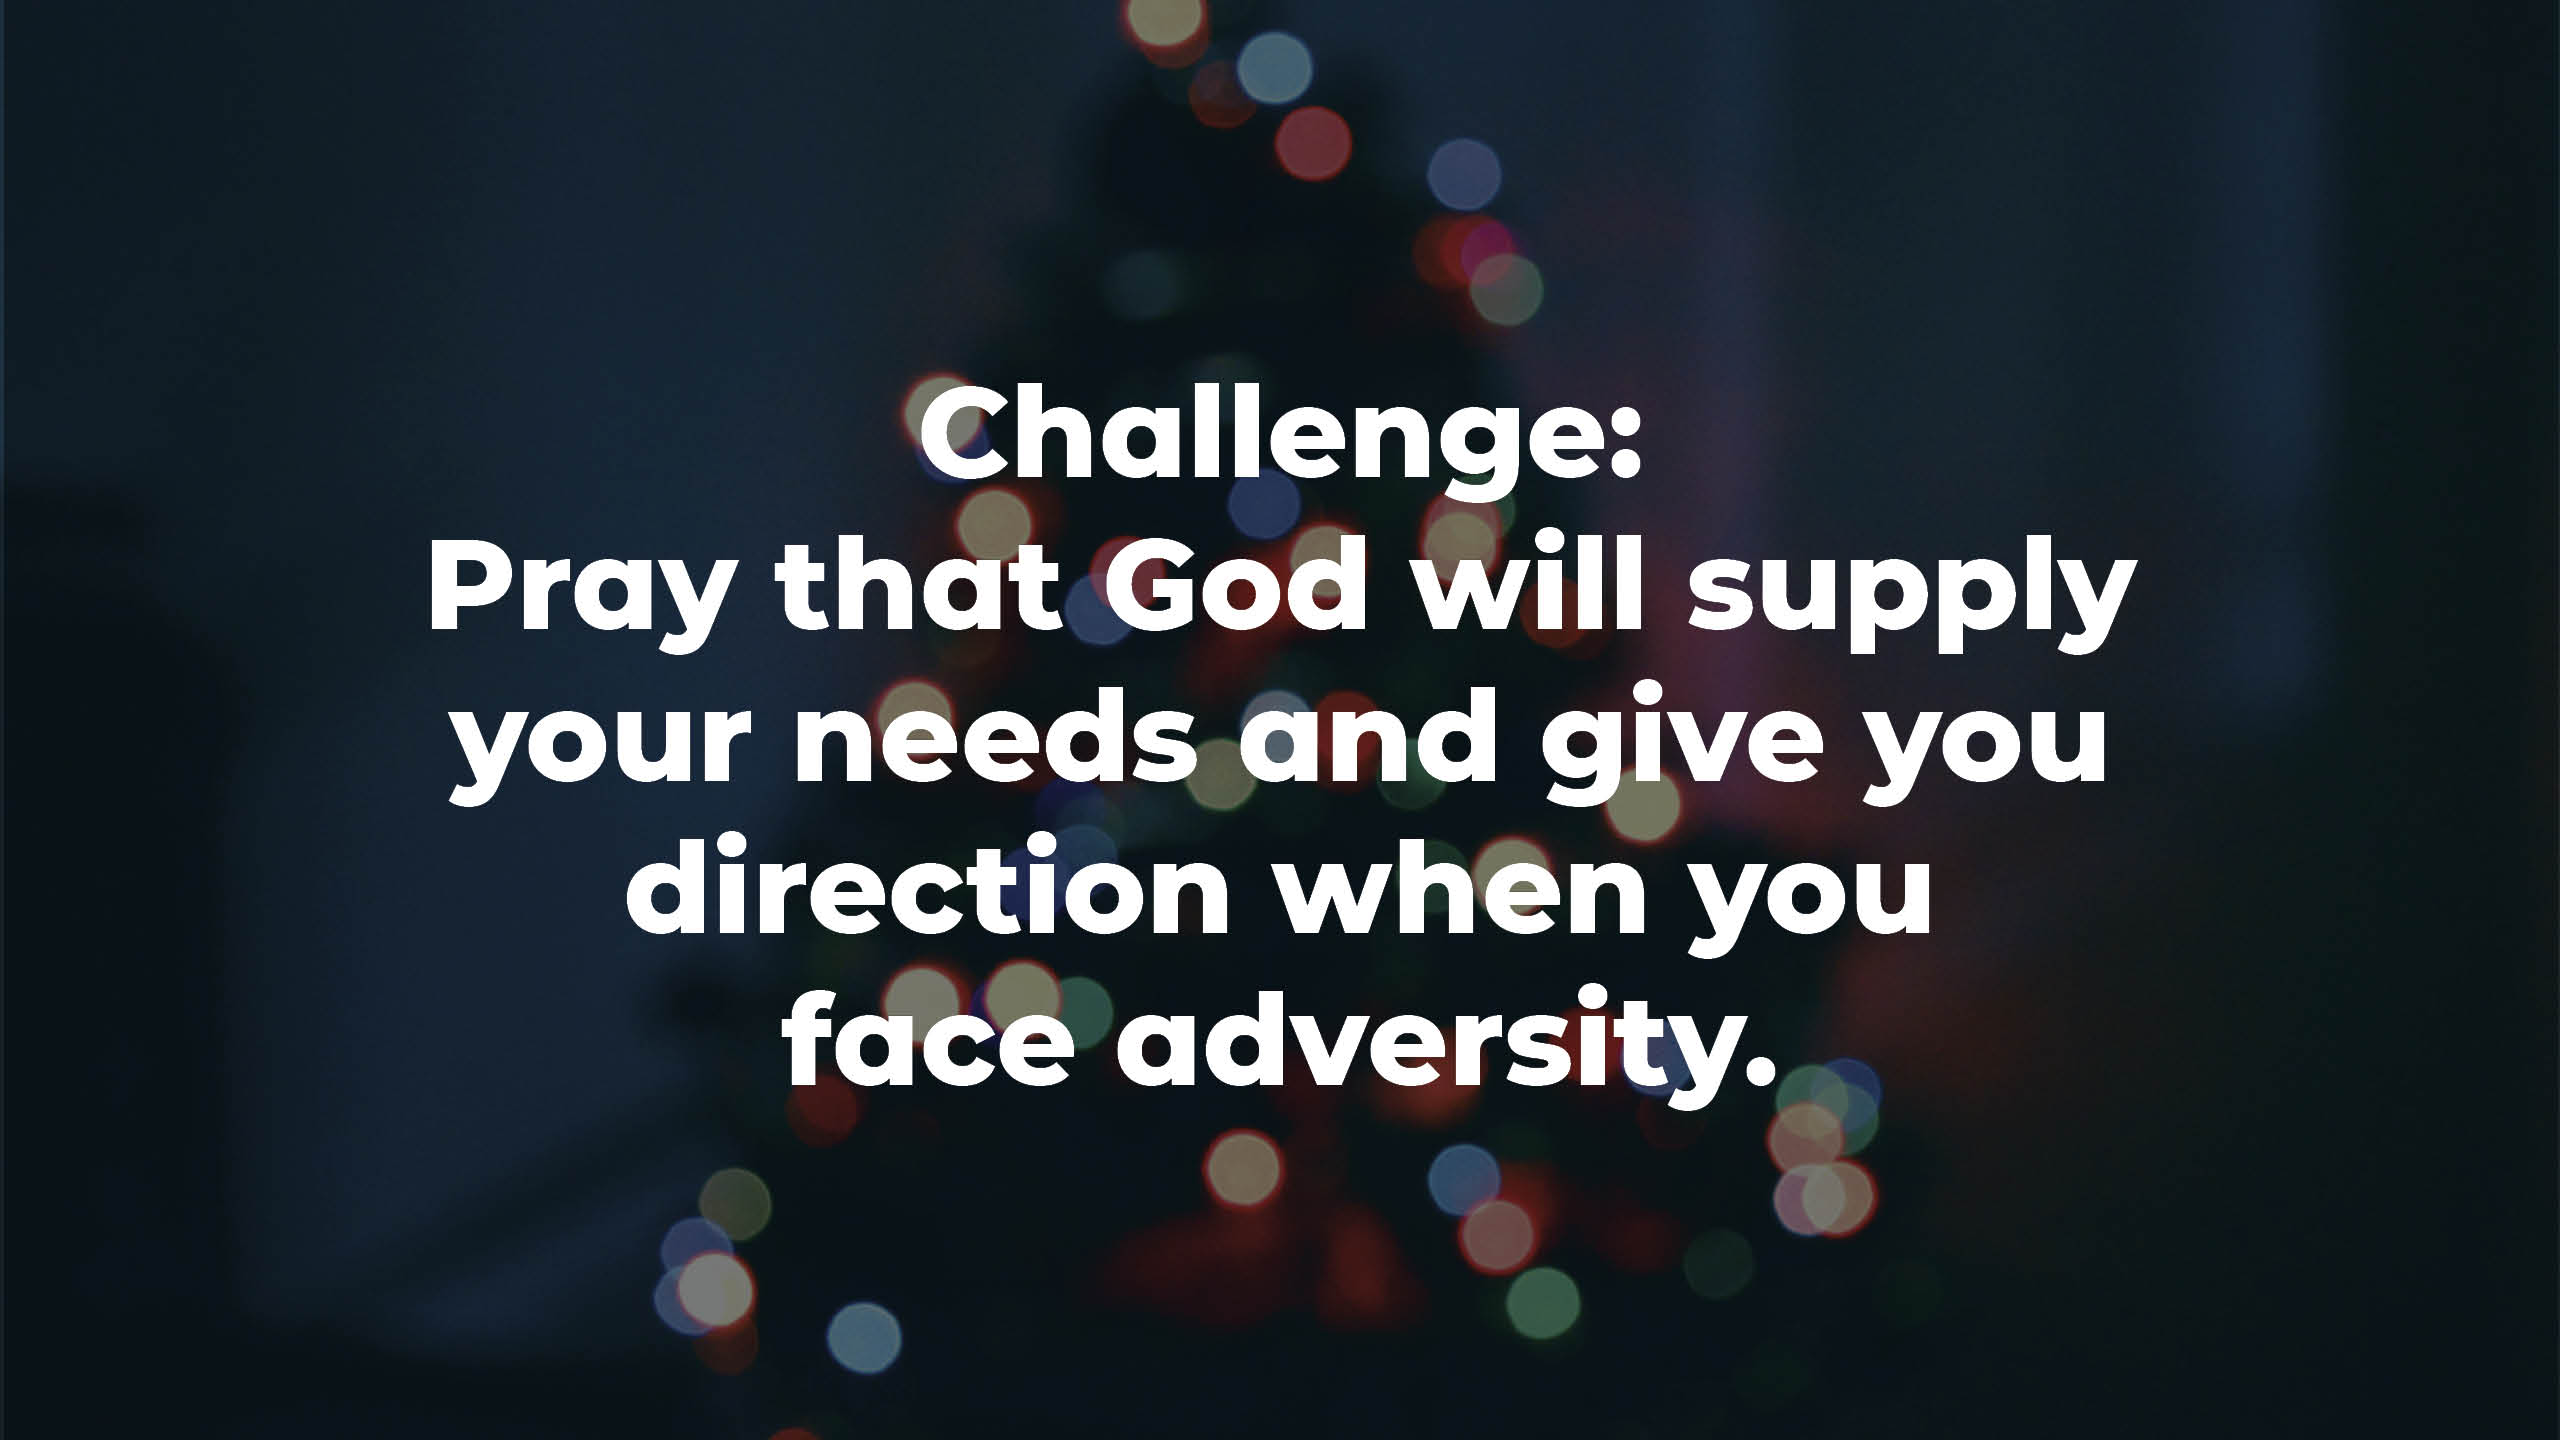 Challenge:
Pray that God will supply
your needs and give you
direction when you
face adversity.